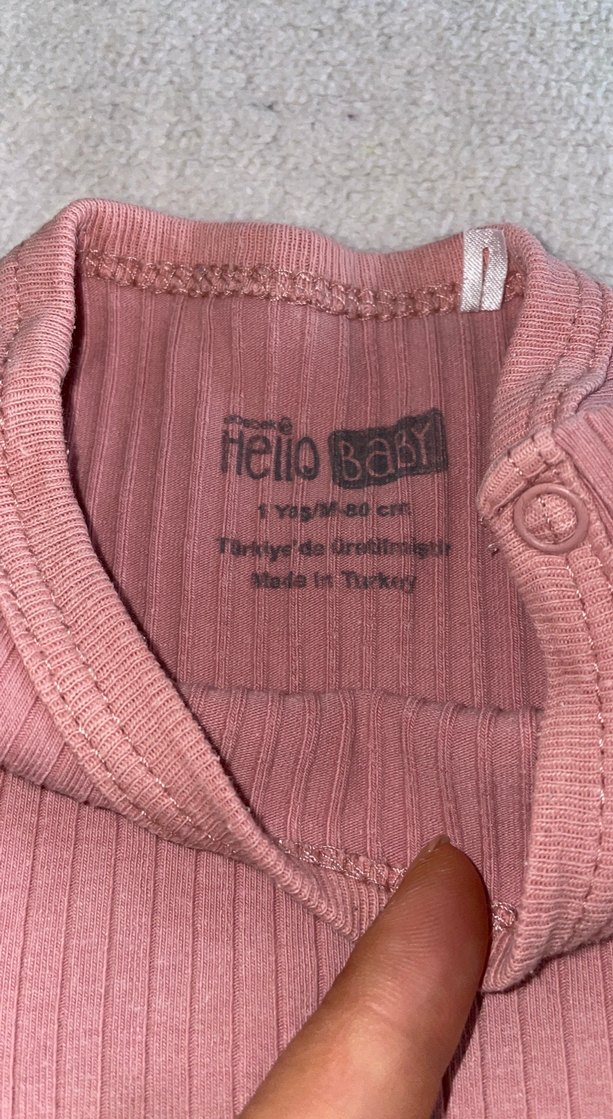 Hello BABY
1 Yaş/M-80 cm
Türkiye'de üretilmiştir
Made in Turkey